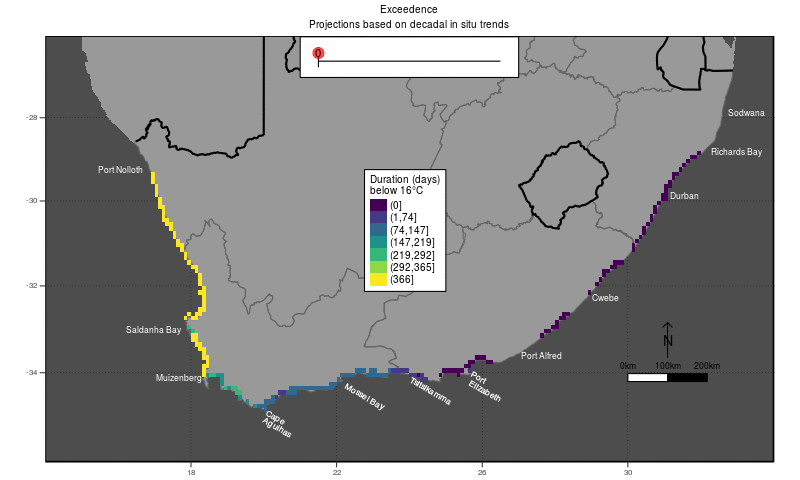 Exceedence
Projections based on decadal in situ trends
0
-28
-30
-32
-34
18
22
26
30
Sodwana
Richards Bay
Port Nolloth
Durban
Duration (days)
below 16°C
(0]
(1,74]
(74,147]
(147,219]
(219,292]
(292,365]
(366]
Cwebe
Saldanha Bay
N
Port Alfred
0km 100km 200km
Muizenberg
Port
Elizabeth
Tsitsikamma
Mossel Bay
Cape
Agulhas